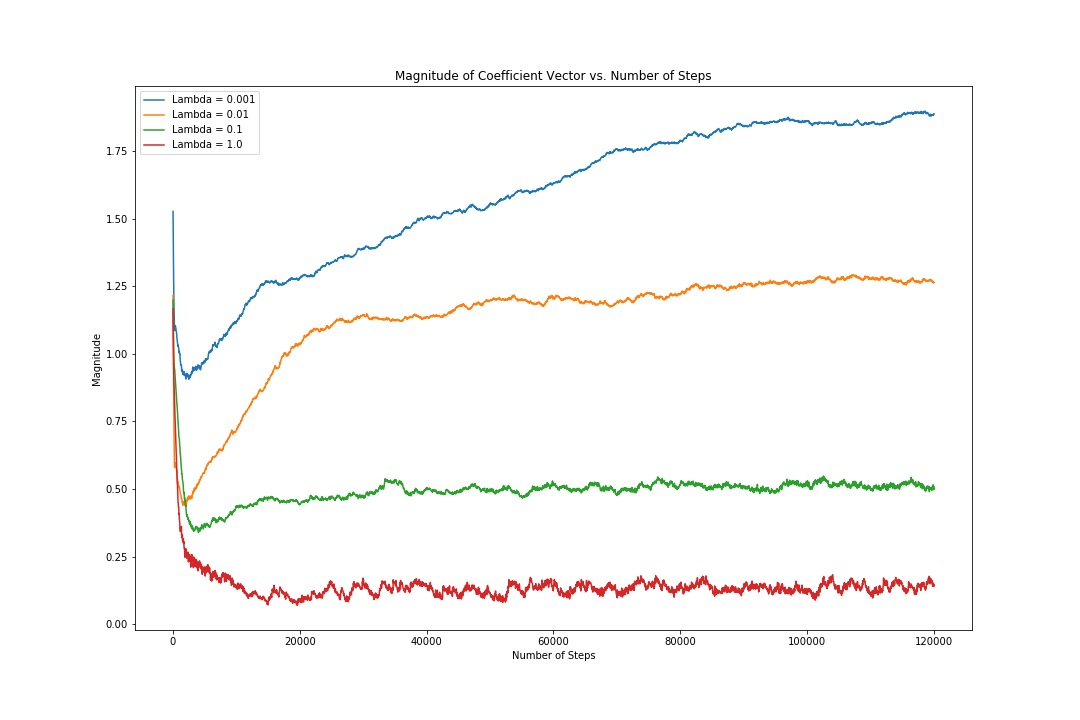 Magnitude of Coefficient Vector vs. Number of Steps
Lambda = 0.001
Lambda = 0.01
Lambda = 0.1
Lambda = 1.0
1.75
1.50
1.25
1.00
0.75
0.50
0.25
0.00
Magnitude
0 20000 40000 60000 80000 100000 120000
Number of Steps